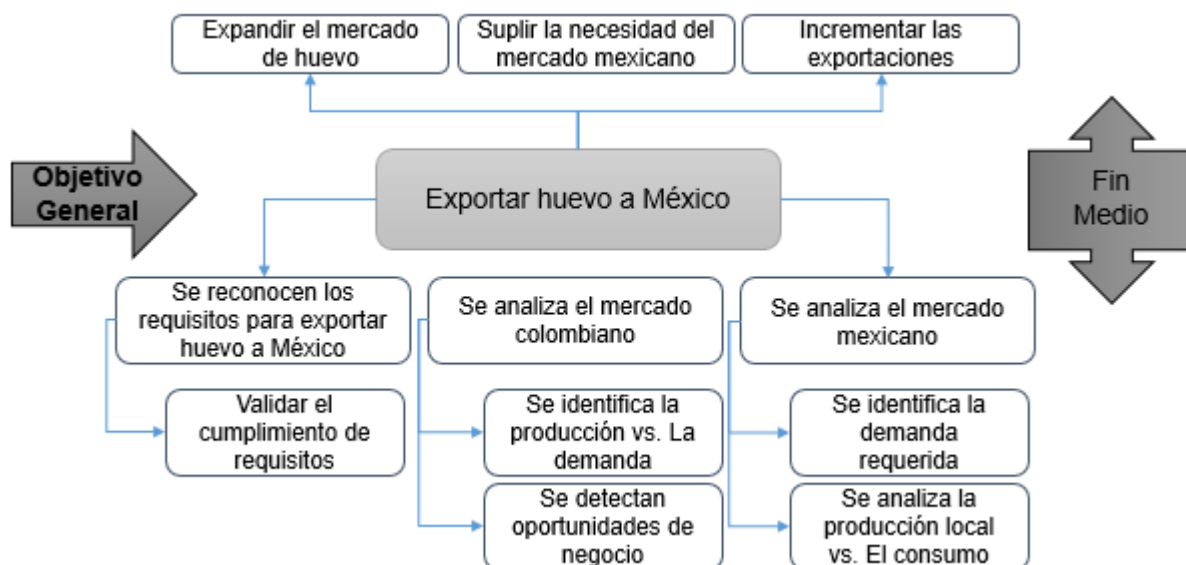 Expandir el mercado
de huevo
Suplir la necesidad del
mercado mexicano
Incrementar las
exportaciones
Objetivo
General
Exportar huevo a México
Fin
Medio
Se reconocen los
requisitos para exportar
huevo a México
Se analiza el mercado
colombiano
Se analiza el mercado
mexicano
Validar el
cumplimiento de
requisitos
Se identifica la
producción vs. La
demanda
Se identifica la
demanda
requerida
Se detectan
oportunidades de
negocio
Se analiza la
producción local
vs. El consumo